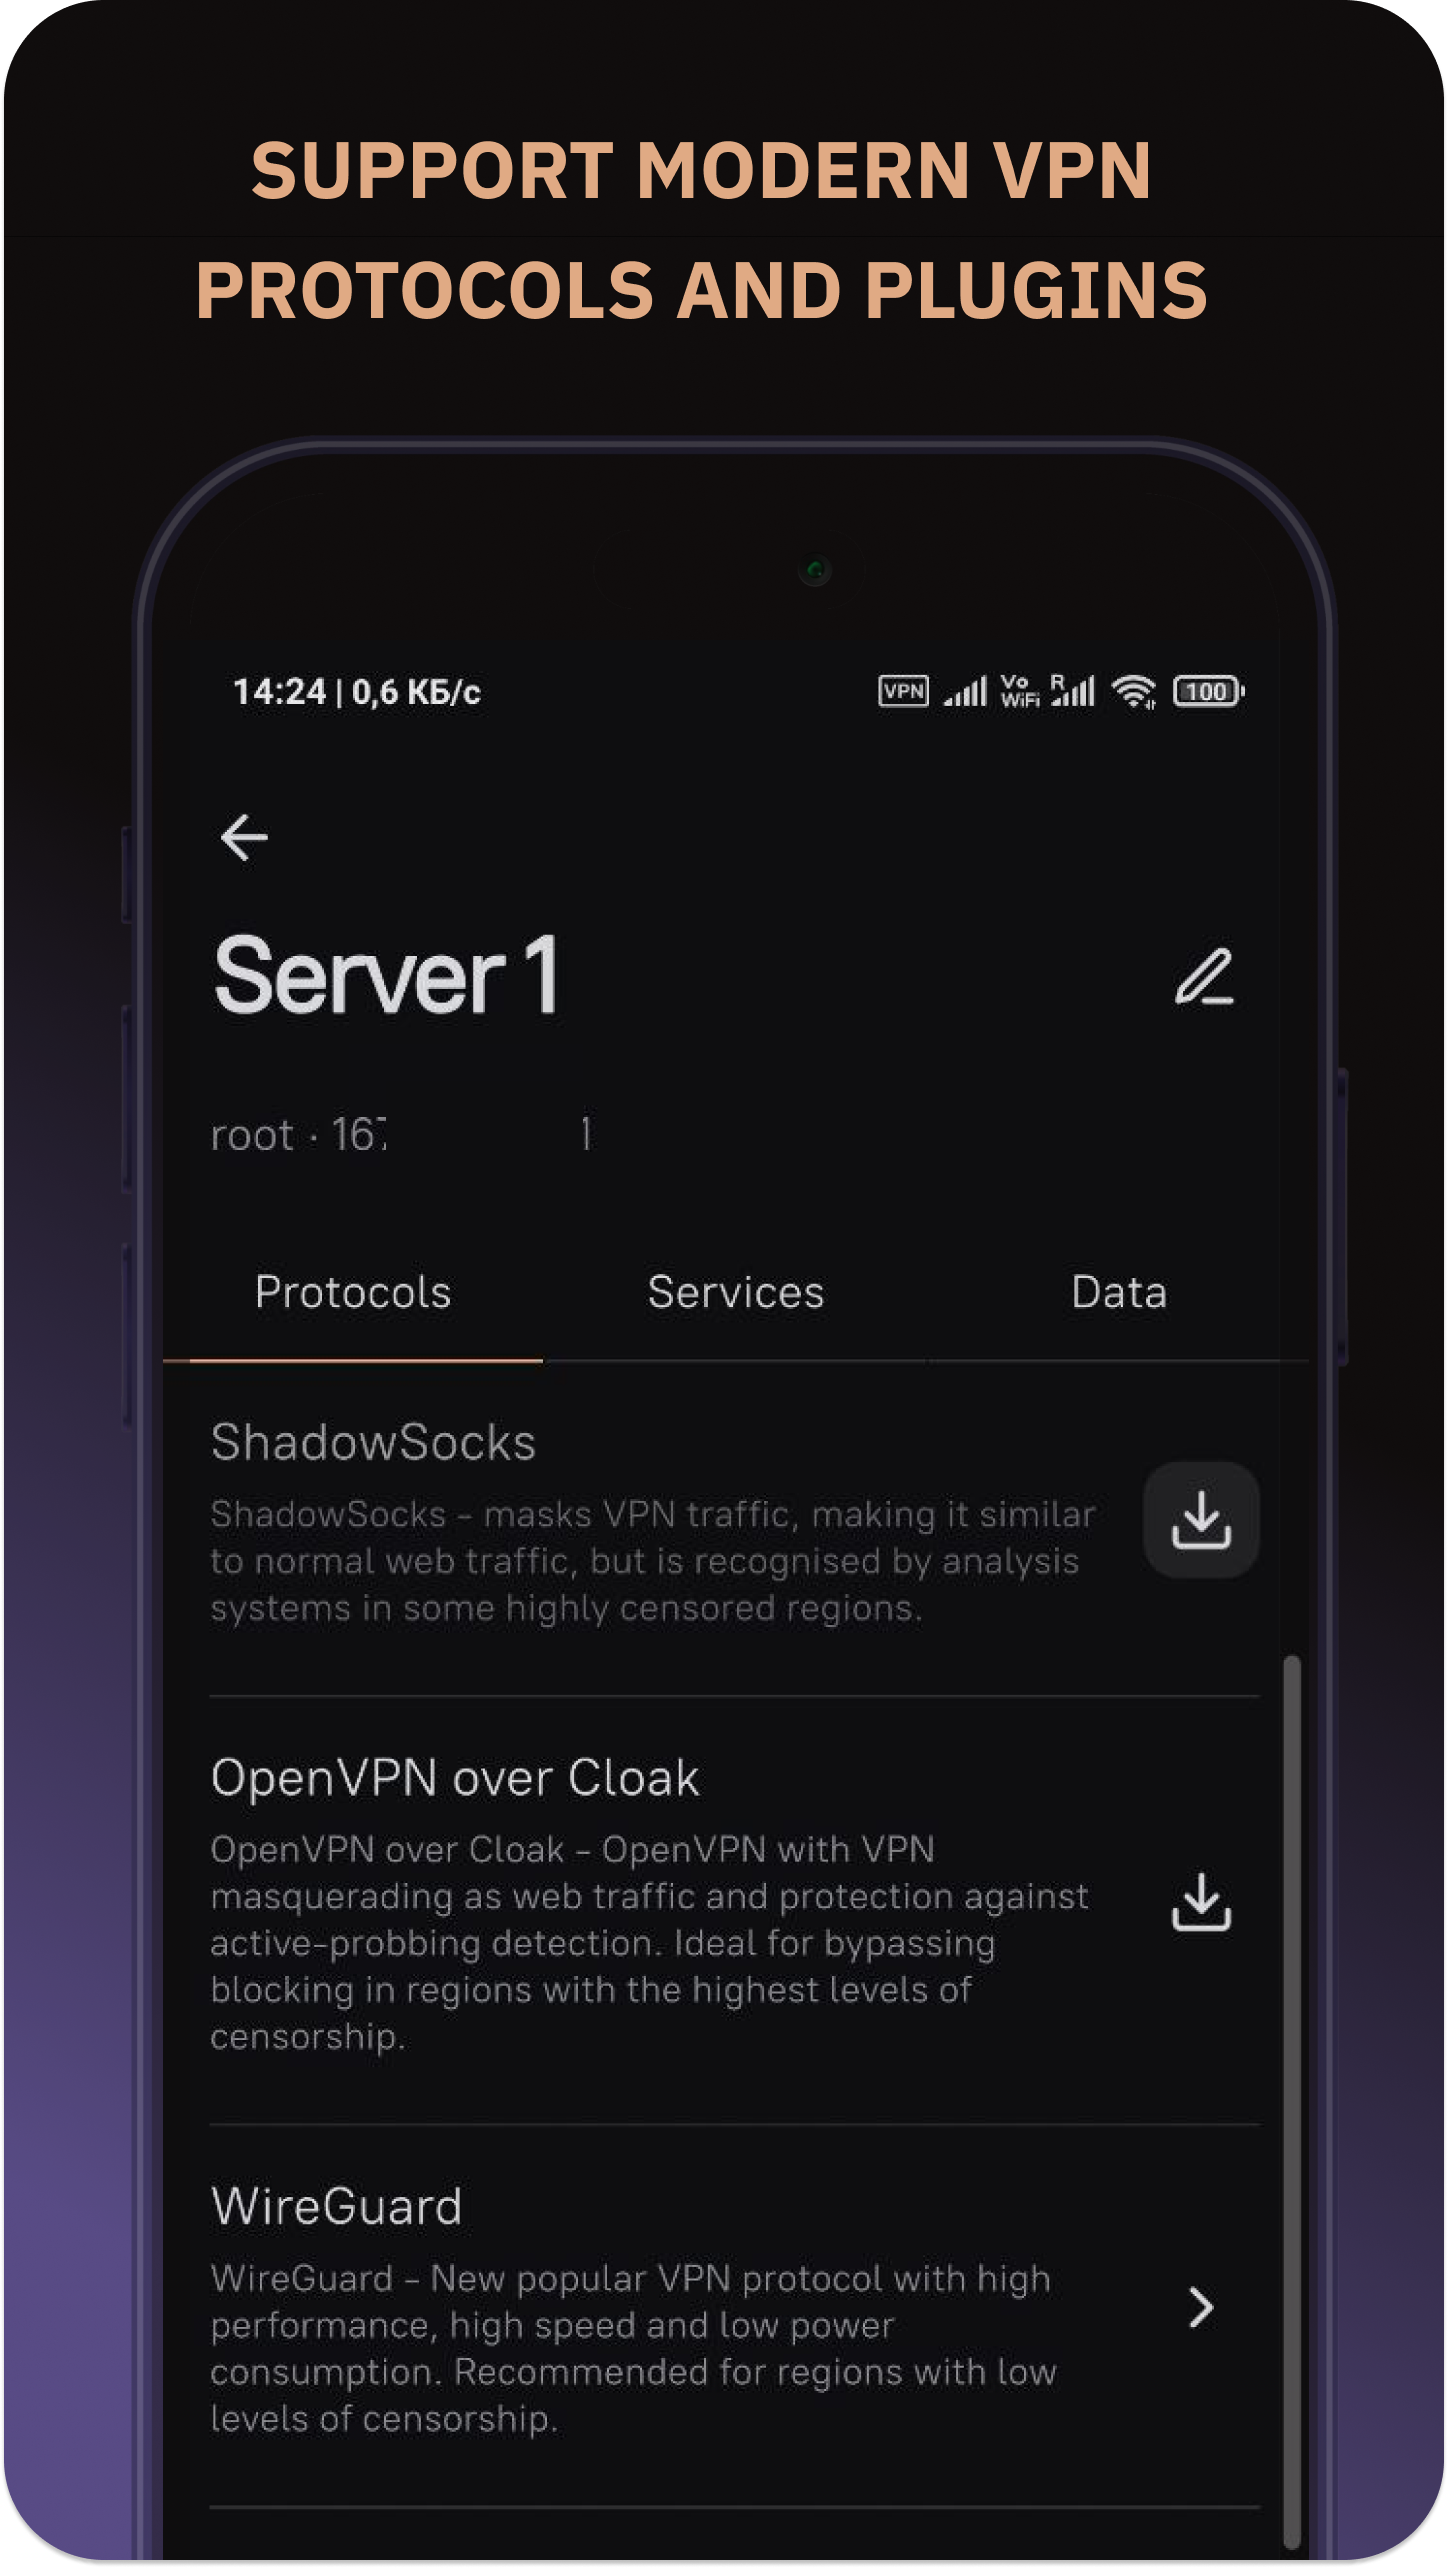 SUPPORT MODERN VPN
PROTOCOLS AND PLUGINS
14:24 | 0,6 КБ/с VPN Vo WiFi R 100
Server 1
root · 167 1
Protocols Services Data
ShadowSocks
ShadowSocks - masks VPN traffic, making it similar
to normal web traffic, but is recognised by analysis
systems in some highly censored regions.
OpenVPN over Cloak
OpenVPN over Cloak - OpenVPN with VPN
masquerading as web traffic and protection against
active-probbing detection. Ideal for bypassing
blocking in regions with the highest levels of
censorship.
WireGuard
WireGuard - New popular VPN protocol with high
performance, high speed and low power
consumption. Recommended for regions with low
levels of censorship.